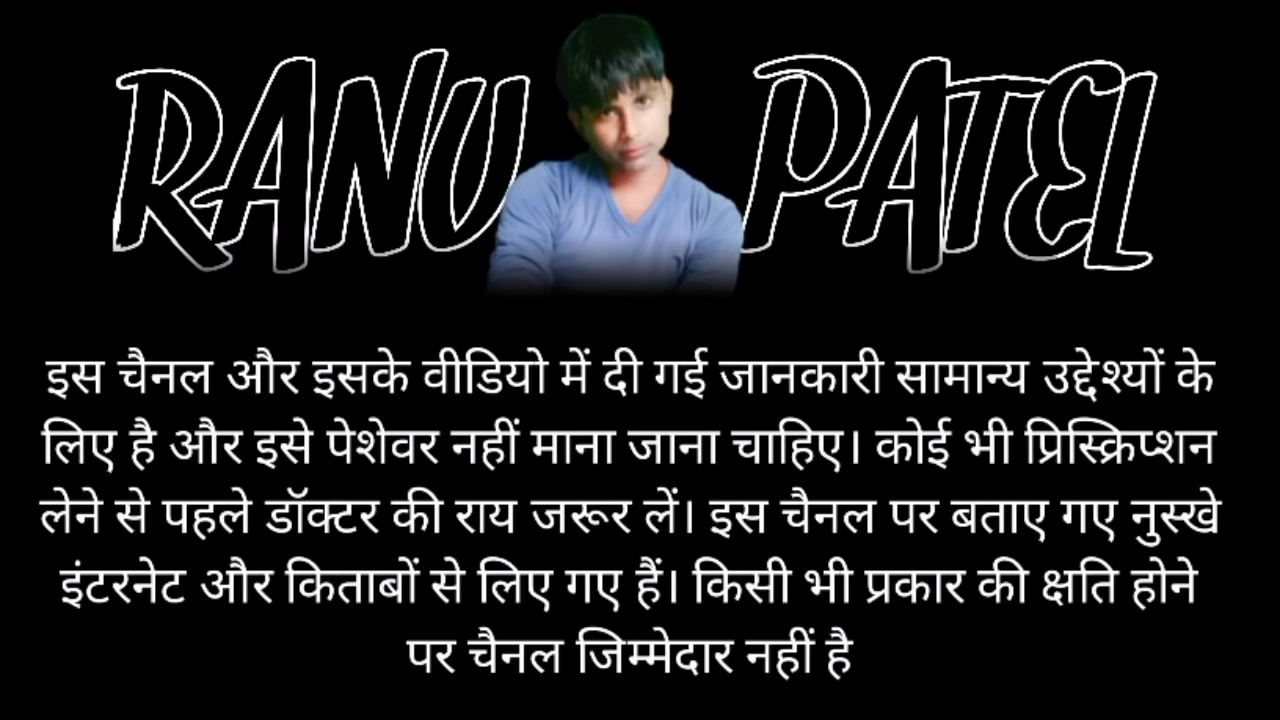 RANU PATEL
इस चैनल और इसके वीडियो में दी गई जानकारी सामान्य उद्देश्यों के
लिए है और इसे पेशेवर नहीं माना जाना चाहिए। कोई भी प्रिस्क्रिप्शन
लेने से पहले डॉक्टर की राय जरूर लें। इस चैनल पर बताए गए नुस्खे
इंटरनेट और किताबों से लिए गए हैं। किसी भी प्रकार की क्षति होने
पर चैनल जिम्मेदार नहीं है